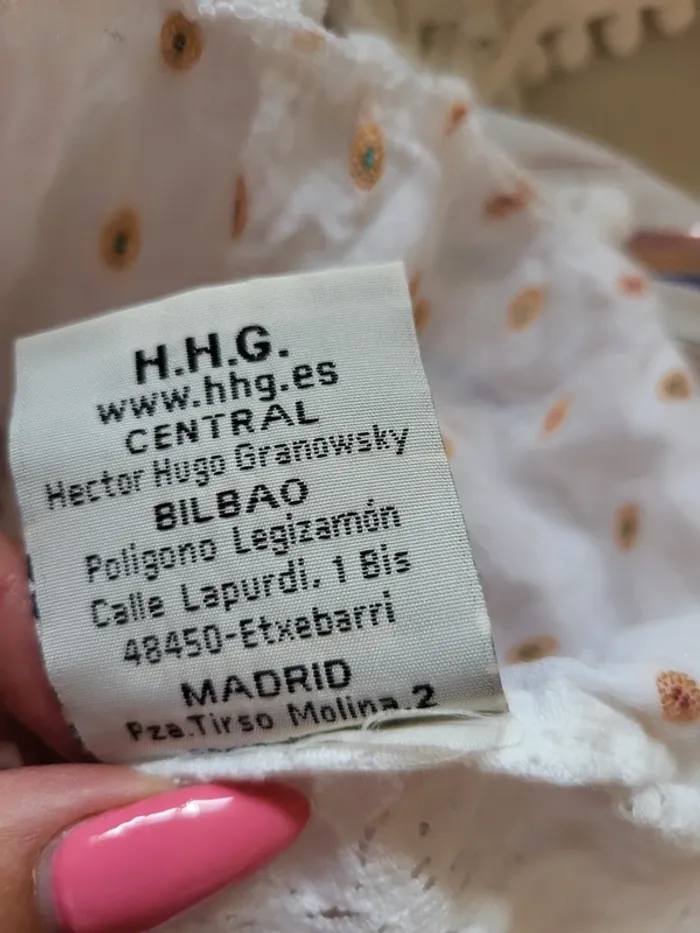 H.H.G.
www.hhg.es
CENTRAL
Hector Hugo Granowsky
BILBAO
Poligono Legizamón
Calle Lapurdi. 1 Bis
48450-Etxebarri
MADRID
Pza.Tirso Molina.2